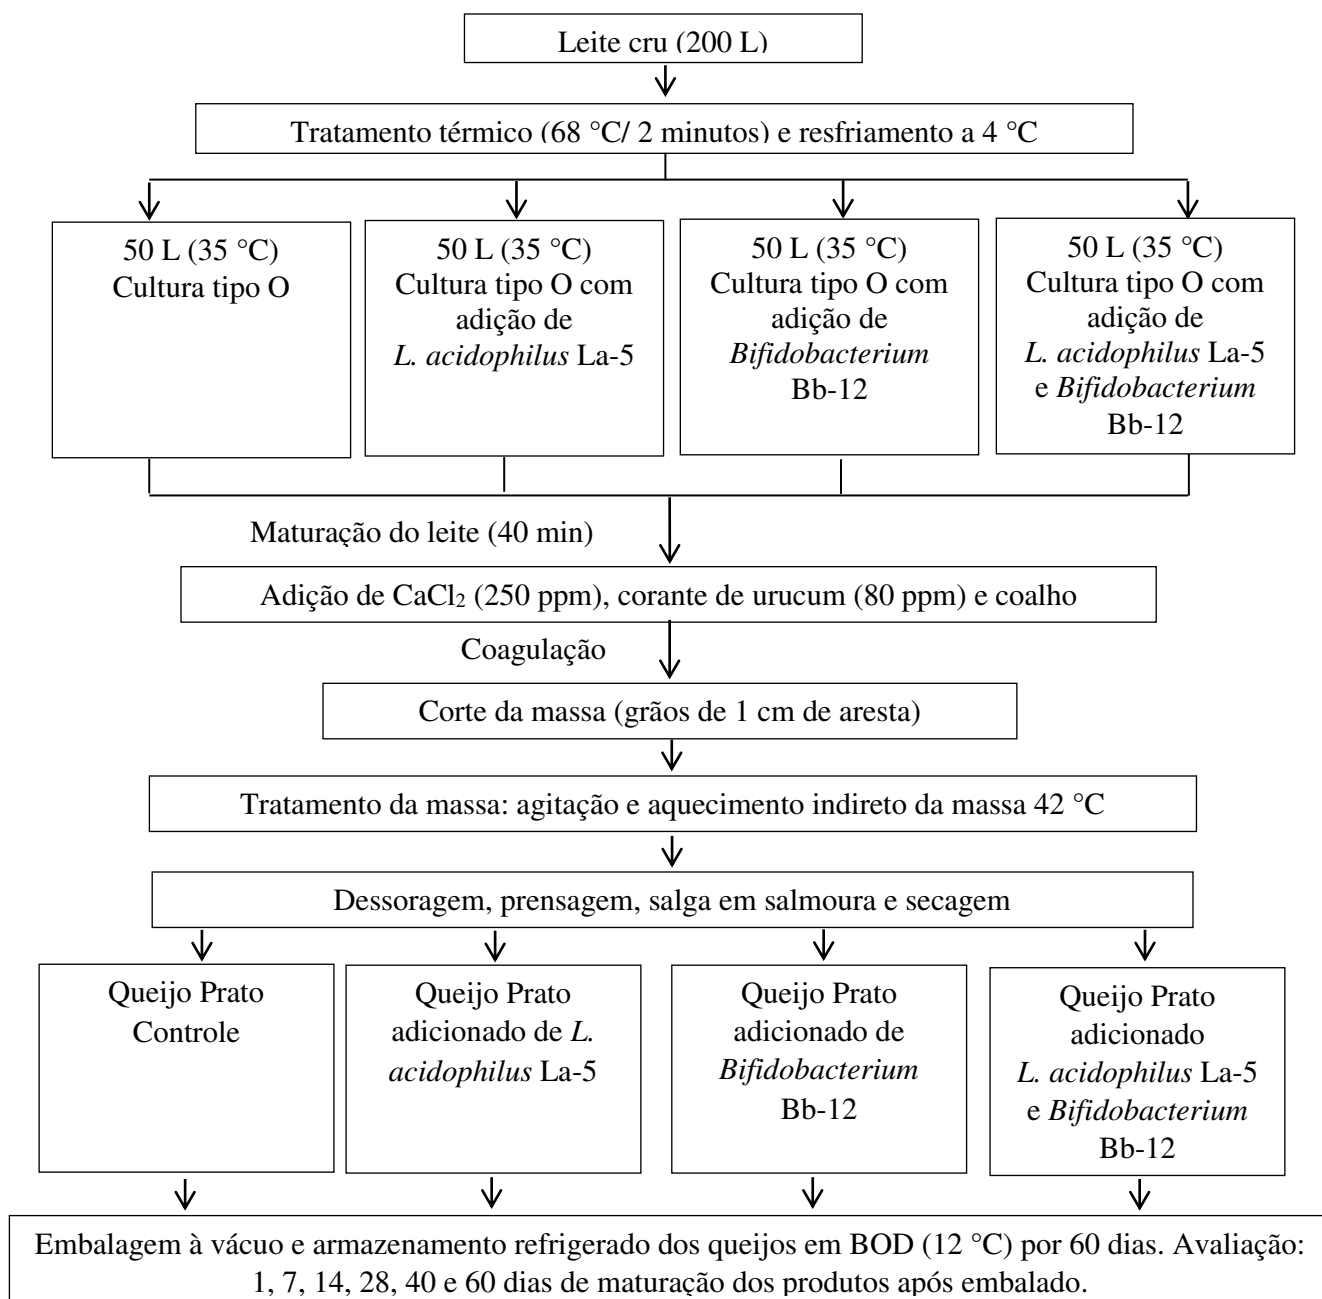 Leite cru (200 L)
Tratamento térmico (68 °C/ 2 minutos) e resfriamento a 4 °C
50 L (35 °C)
Cultura tipo O
50 L (35 °C)
Cultura tipo O com
adição de
L. acidophilus La-5
50 L (35 °C)
Cultura tipo O com
adição de
Bifidobacterium
Bb-12
50 L (35 °C)
Cultura tipo O com
adição de
L. acidophilus La-5
e Bifidobacterium
Bb-12
Maturação do leite (40 min)
Adição de CaCl₂ (250 ppm), corante de urucum (80 ppm) e coalho
Coagulação
Corte da massa (grãos de 1 cm de aresta)
Tratamento da massa: agitação e aquecimento indireto da massa 42 °C
Dessoragem, prensagem, salga em salmoura e secagem
Queijo Prato
Controle
Queijo Prato
adicionado de L.
acidophilus La-5
Queijo Prato
adicionado de
Bifidobacterium
Bb-12
Queijo Prato
adicionado
L. acidophilus La-5
e Bifidobacterium
Bb-12
Embalagem à vácuo e armazenamento refrigerado dos queijos em BOD (12 °C) por 60 dias. Avaliação:
1, 7, 14, 28, 40 e 60 dias de maturação dos produtos após embalado.